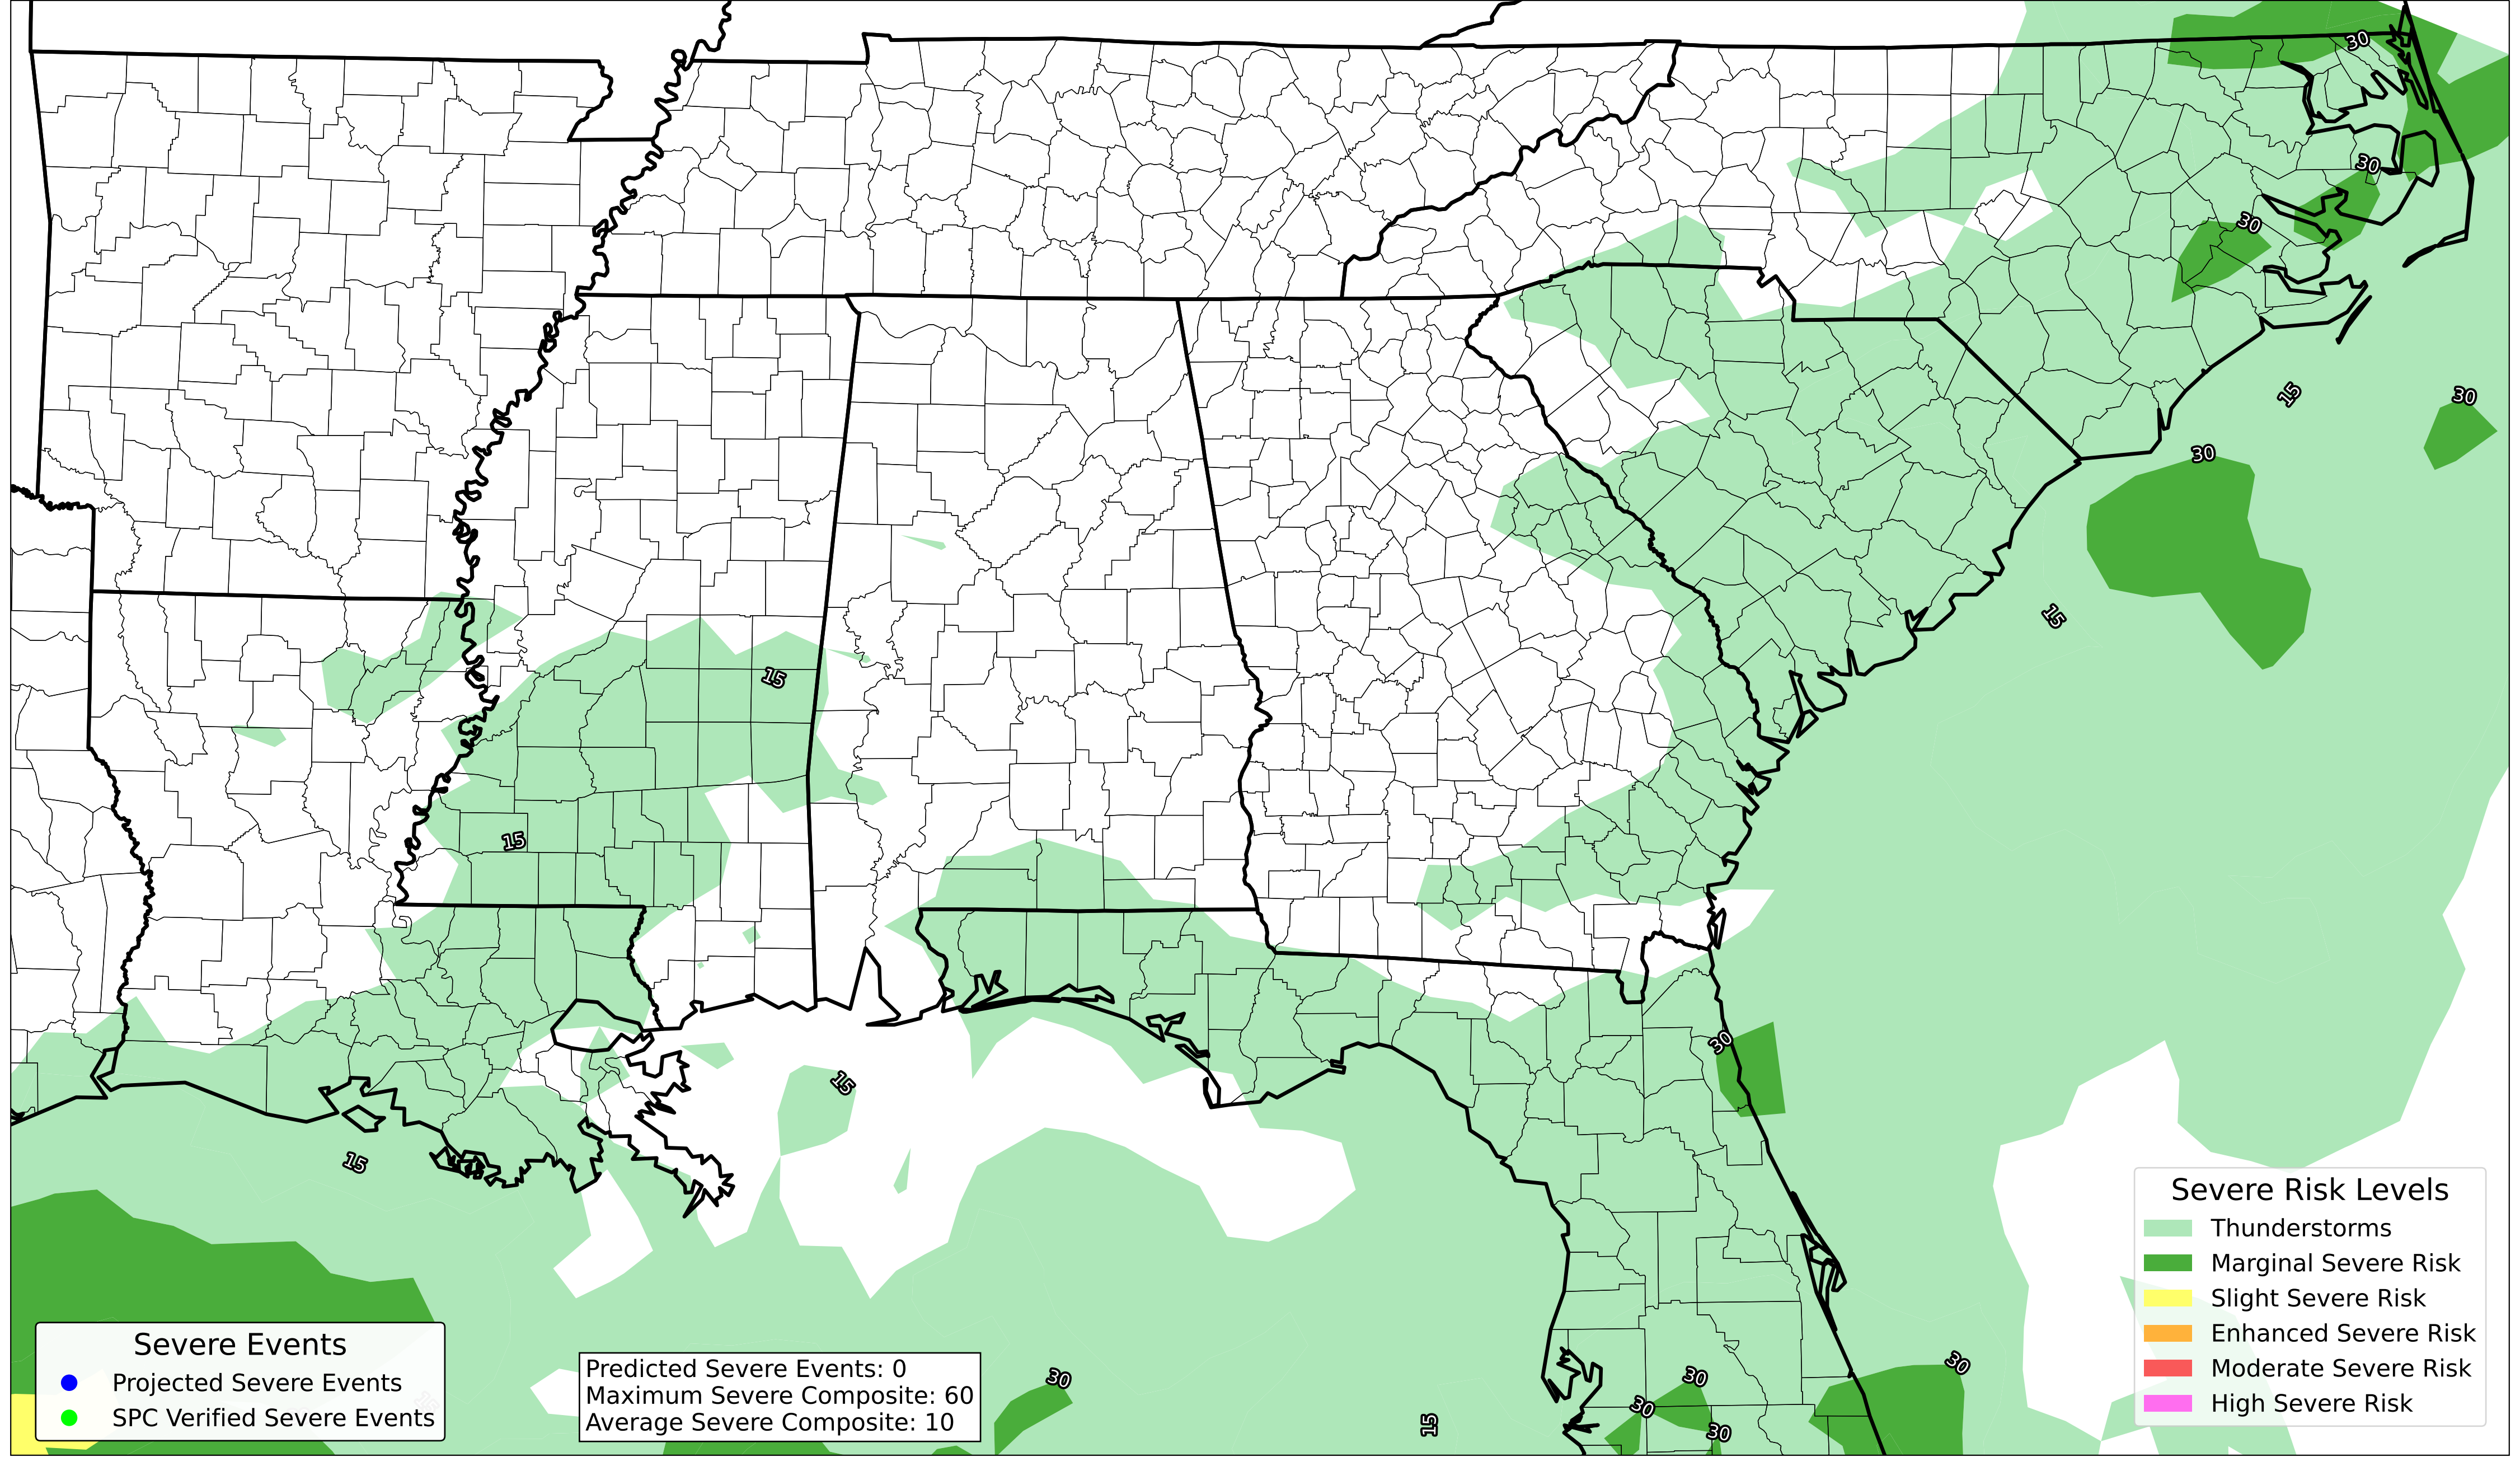 30
30
30
15
30
30
15
15
15
30
15
15
30
30
30
30
15
30
Severe Events
Projected Severe Events
SPC Verified Severe Events
Predicted Severe Events: 0
Maximum Severe Composite: 60
Average Severe Composite: 10
Severe Risk Levels
Thunderstorms
Marginal Severe Risk
Slight Severe Risk
Enhanced Severe Risk
Moderate Severe Risk
High Severe Risk